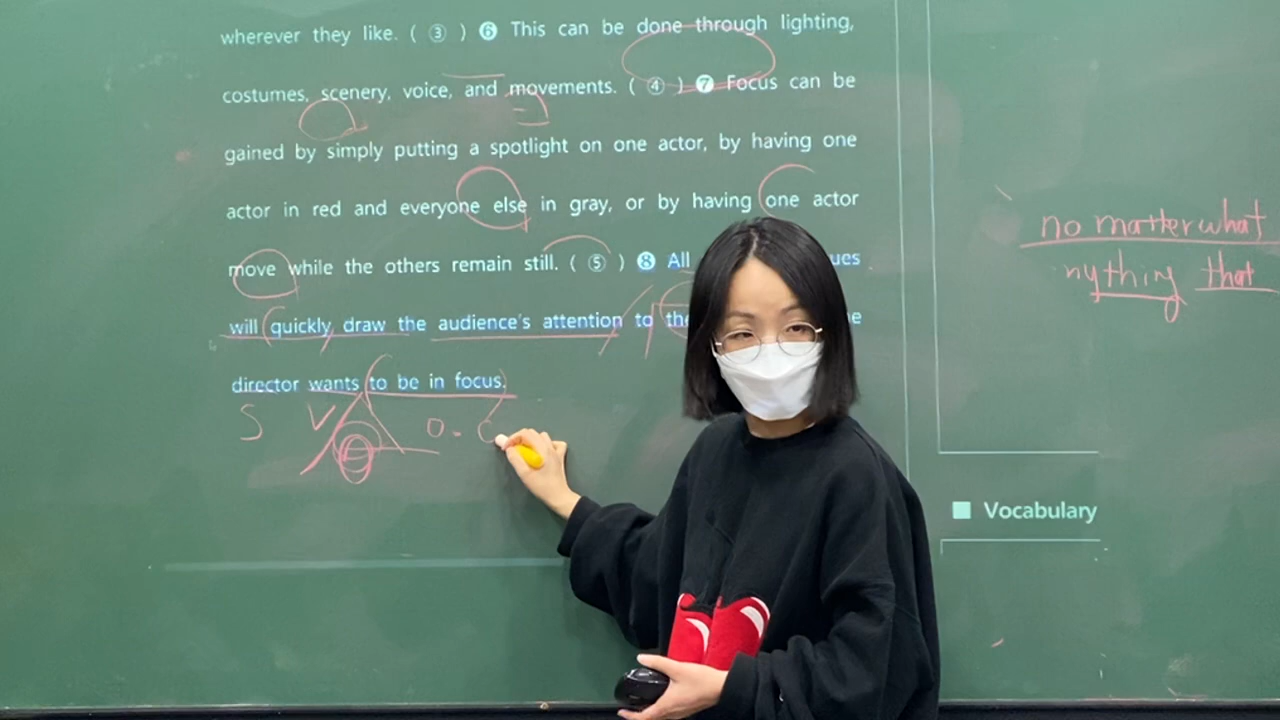 wherever they like. ( ③ ) ❻ This can be done through lighting,
costumes, scenery, voice, and movements. ( ④ ) ❼ Focus can be
gained by simply putting a spotlight on one actor, by having one
actor in red and everyone else in gray, or by having one actor
move while the others remain still. ( ⑤ ) ❽ All
will quickly draw the audience's attention to
director wants to be in focus.
S V O.
no matter what
nything that
■ Vocabulary